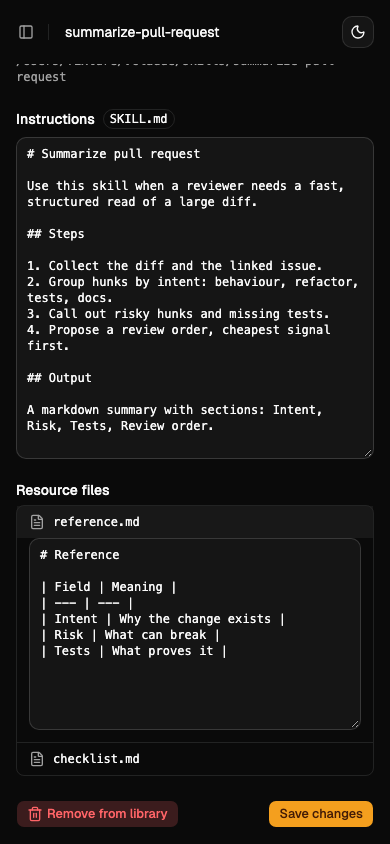 summarize-pull-request
request
Instructions SKILL.md
# Summarize pull request
Use this skill when a reviewer needs a fast,
structured read of a large diff.
## Steps
1. Collect the diff and the linked issue.
2. Group hunks by intent: behaviour, refactor,
tests, docs.
3. Call out risky hunks and missing tests.
4. Propose a review order, cheapest signal
first.
## Output
A markdown summary with sections: Intent,
Risk, Tests, Review order.
Resource files
reference.md
# Reference
| Field | Meaning |
| --- | --- |
| Intent | Why the change exists |
| Risk | What can break |
| Tests | What proves it |
checklist.md
Remove from library
Save changes